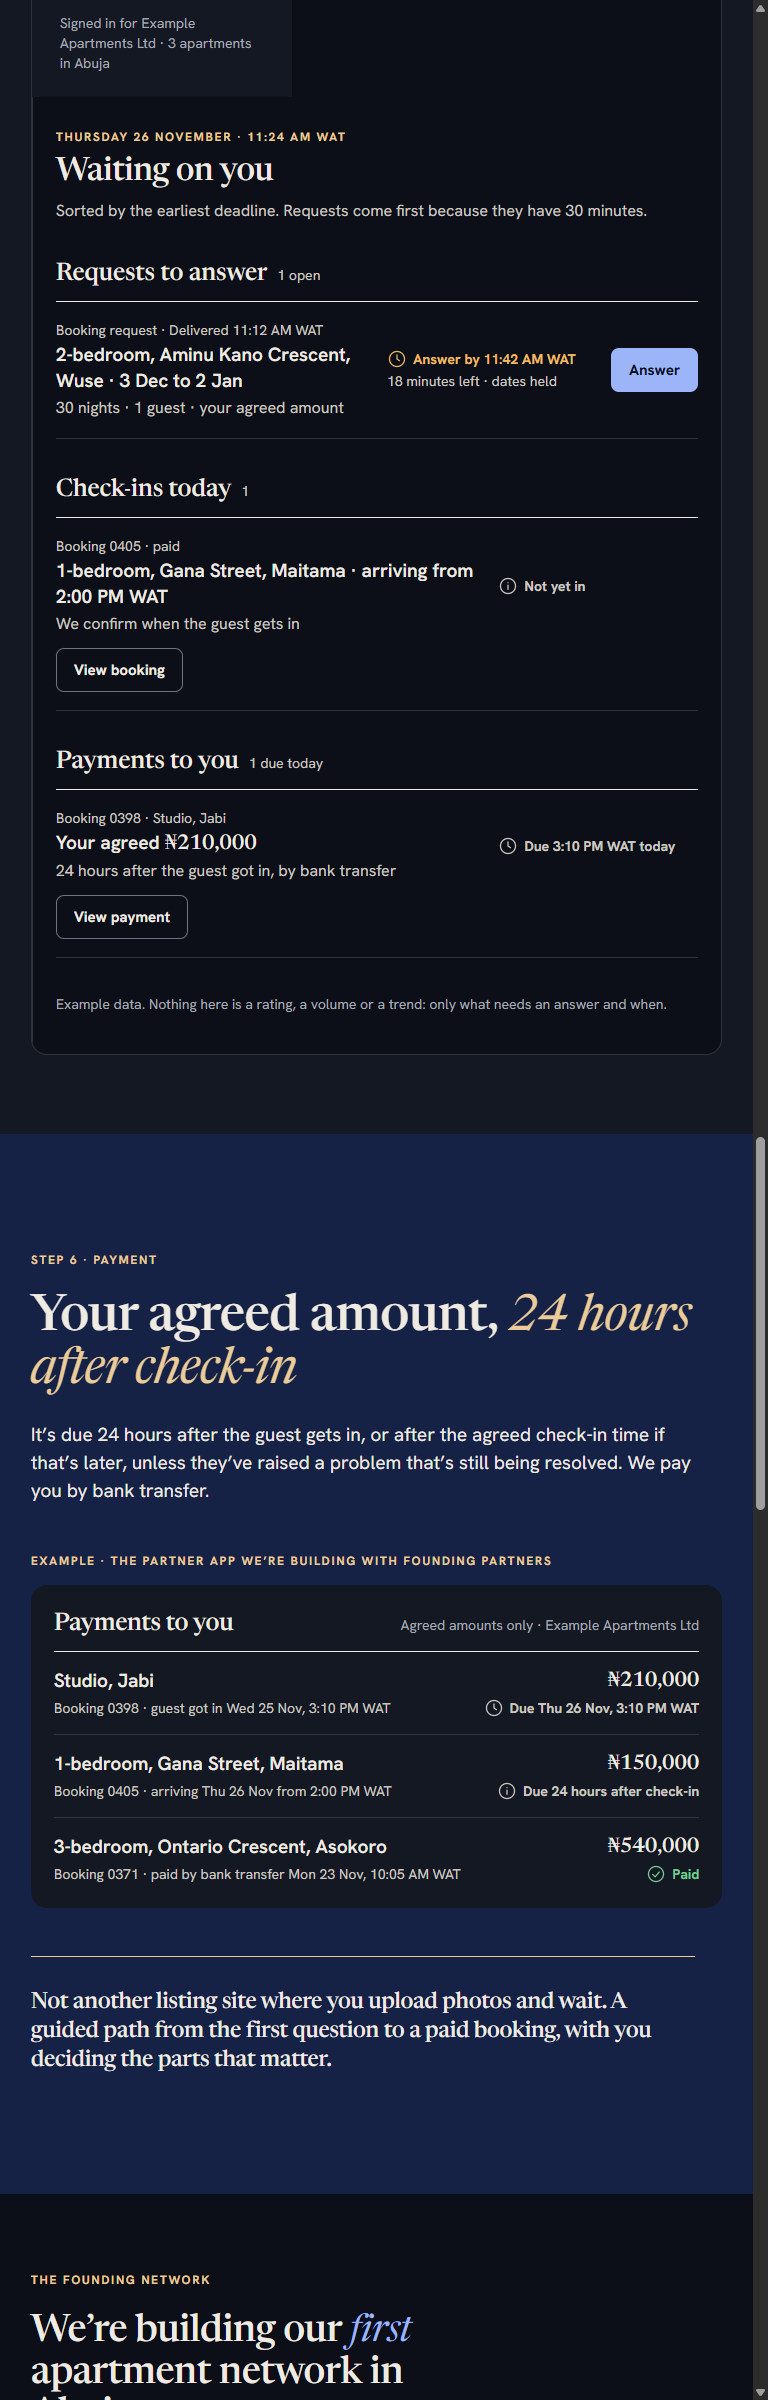 Signed in for Example
Apartments Ltd · 3 apartments
in Abuja
THURSDAY 26 NOVEMBER · 11:24 AM WAT
Waiting on you
Sorted by the earliest deadline. Requests come first because they have 30 minutes.
Requests to answer 1 open
Booking request · Delivered 11:12 AM WAT
2-bedroom, Aminu Kano Crescent,
Wuse · 3 Dec to 2 Jan
30 nights · 1 guest · your agreed amount
Answer by 11:42 AM WAT
18 minutes left · dates held
Answer
Check-ins today 1
Booking 0405 · paid
1-bedroom, Gana Street, Maitama · arriving from
2:00 PM WAT
We confirm when the guest gets in
Not yet in
View booking
Payments to you 1 due today
Booking 0398 · Studio, Jabi
Your agreed ₦210,000
24 hours after the guest got in, by bank transfer
Due 3:10 PM WAT today
View payment
Example data. Nothing here is a rating, a volume or a trend: only what needs an answer and when.
STEP 6 · PAYMENT
Your agreed amount, 24 hours
after check-in
It’s due 24 hours after the guest gets in, or after the agreed check-in time if
that’s later, unless they’ve raised a problem that’s still being resolved. We pay
you by bank transfer.
EXAMPLE · THE PARTNER APP WE’RE BUILDING WITH FOUNDING PARTNERS
Payments to you
Agreed amounts only · Example Apartments Ltd
Studio, Jabi ₦210,000
Booking 0398 · guest got in Wed 25 Nov, 3:10 PM WAT Due Thu 26 Nov, 3:10 PM WAT
1-bedroom, Gana Street, Maitama ₦150,000
Booking 0405 · arriving Thu 26 Nov from 2:00 PM WAT Due 24 hours after check-in
3-bedroom, Ontario Crescent, Asokoro ₦540,000
Booking 0371 · paid by bank transfer Mon 23 Nov, 10:05 AM WAT Paid
Not another listing site where you upload photos and wait. A
guided path from the first question to a paid booking, with you
deciding the parts that matter.
THE FOUNDING NETWORK
We’re building our first
apartment network in